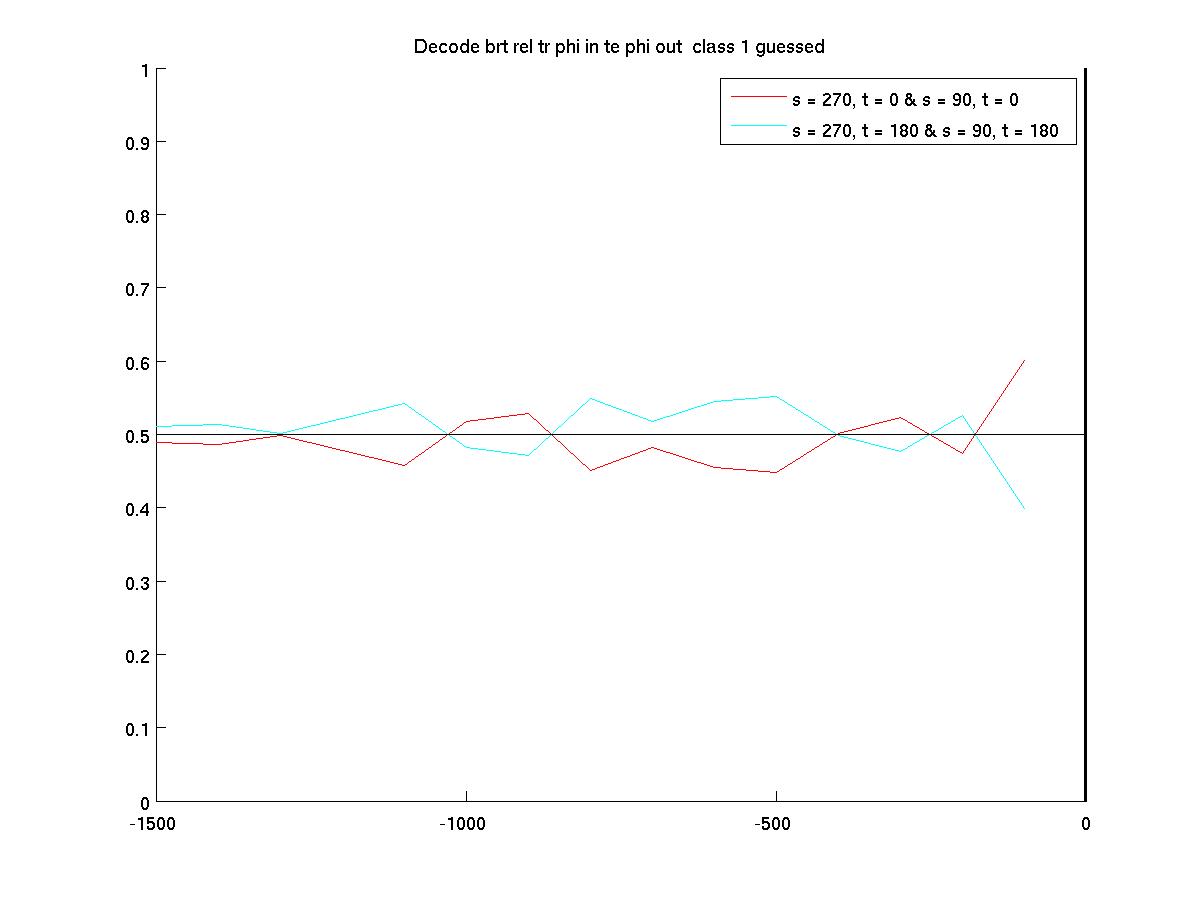 Decode brt rel tr phi in te phi out  class 1 guessed
s = 270, t = 0 & s = 90, t = 0
s = 270, t = 180 & s = 90, t = 180
1
0.9
0.8
0.7
0.6
0.5
0.4
0.3
0.2
0.1
0
-1500 -1000 -500 0